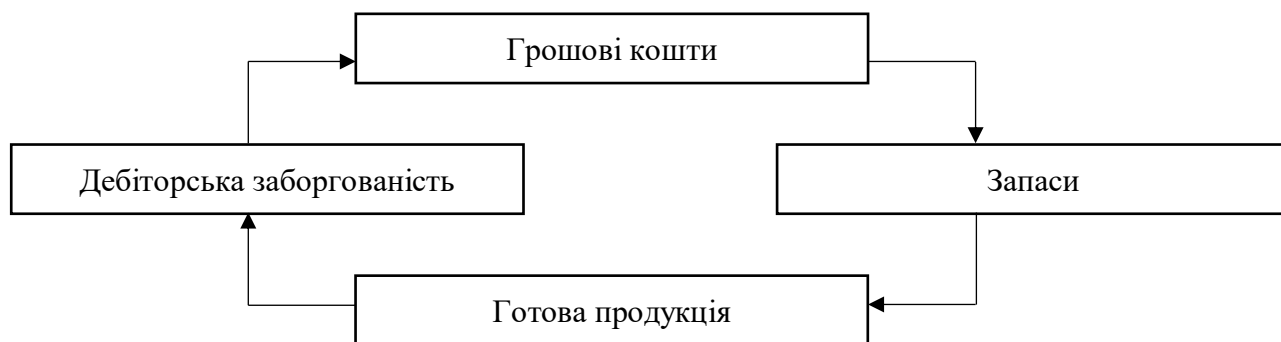 Грошові кошти
Дебіторська заборгованість
Запаси
Готова продукція